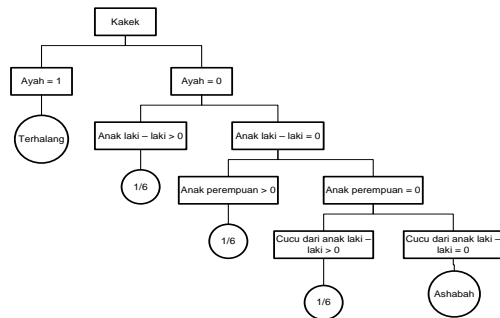 Kakek
Ayah = 1
Ayah = 0
Terhalang
Anak laki – laki > 0
Anak laki – laki = 0
1/6
Anak perempuan > 0
Anak perempuan = 0
1/6
Cucu dari anak laki –
laki > 0
Cucu dari anak laki –
laki = 0
1/6
Ashabah